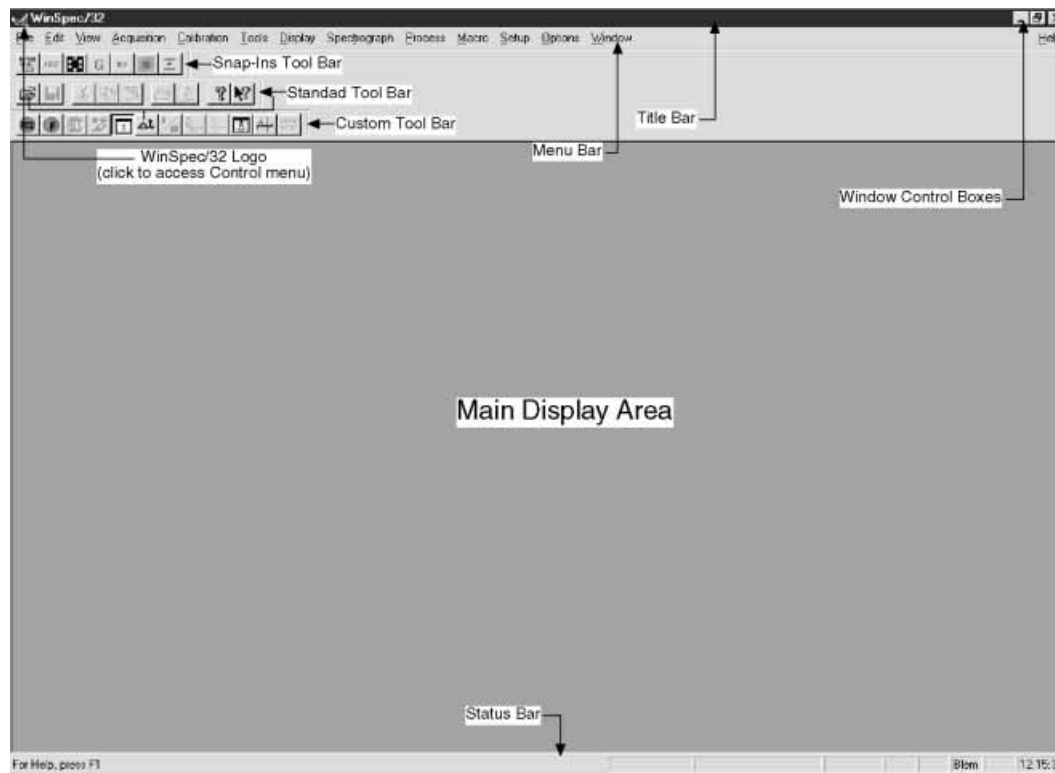 WinSpec/32
File Edit View Acquisition Calibration Tools Display Spectrograph Process Macro Setup Options Window
Snap-Ins Tool Bar
Standad Tool Bar
Custom Tool Bar
Title Bar
Menu Bar
WinSpec/32 Logo
(click to access Control menu)
Window Control Boxes
Main Display Area
Status Bar
For Help, press F1
Blem